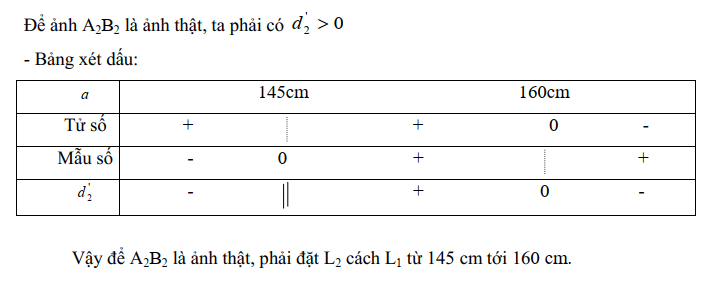 Để ảnh A₂B₂ là ảnh thật, ta phải có d₂' > 0
- Bảng xét dấu:
a 145cm 160cm
Tử số + + 0 -
Mẫu số - 0 + +
d₂' - || + 0 -
Vậy để A₂B₂ là ảnh thật, phải đặt L₂ cách L₁ từ 145 cm tới 160 cm.